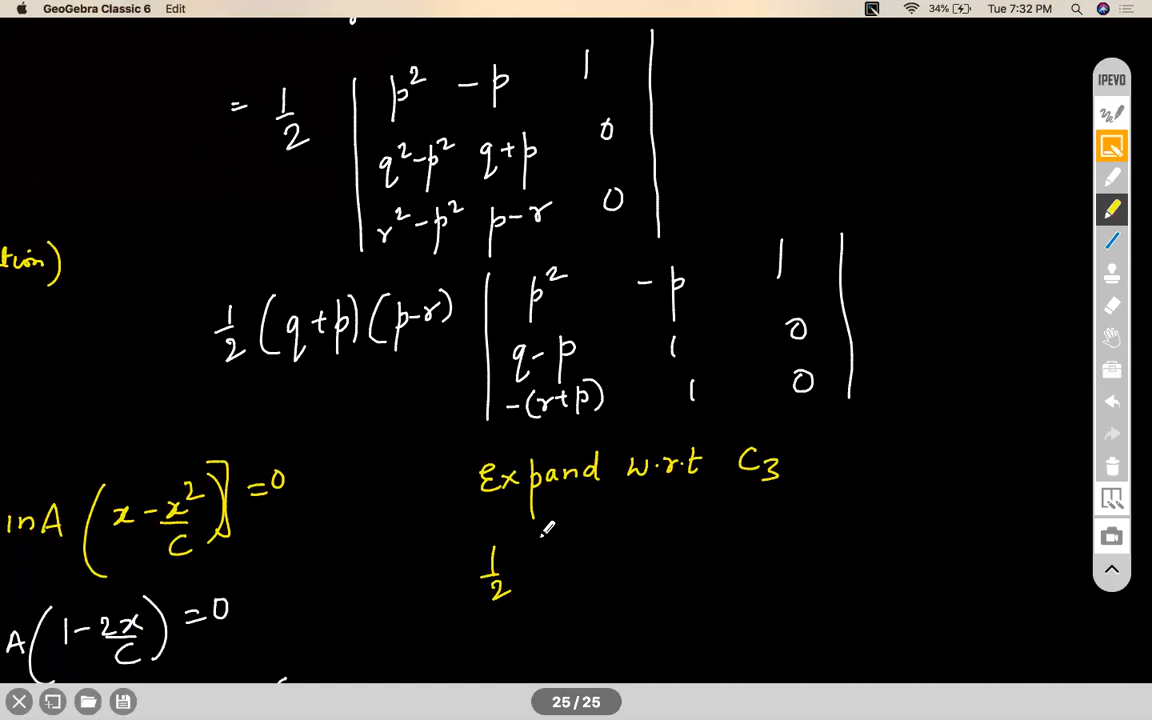 GeoGebra Classic 6 Edit 34% Tue 7:32 PM
IPEVO
= 1/2 | p² -p 1
q²-p² q+p 0
r²-p² p-r 0 |
tion)
1/2 (q+p)(p-r) | p² -p 1
q-p 1 0
-(r+p) 1 0 |
Expand w.r.t C3
in A (x - x²/C)] = 0
1/2
A(1 - 2x/C) = 0
25 / 25